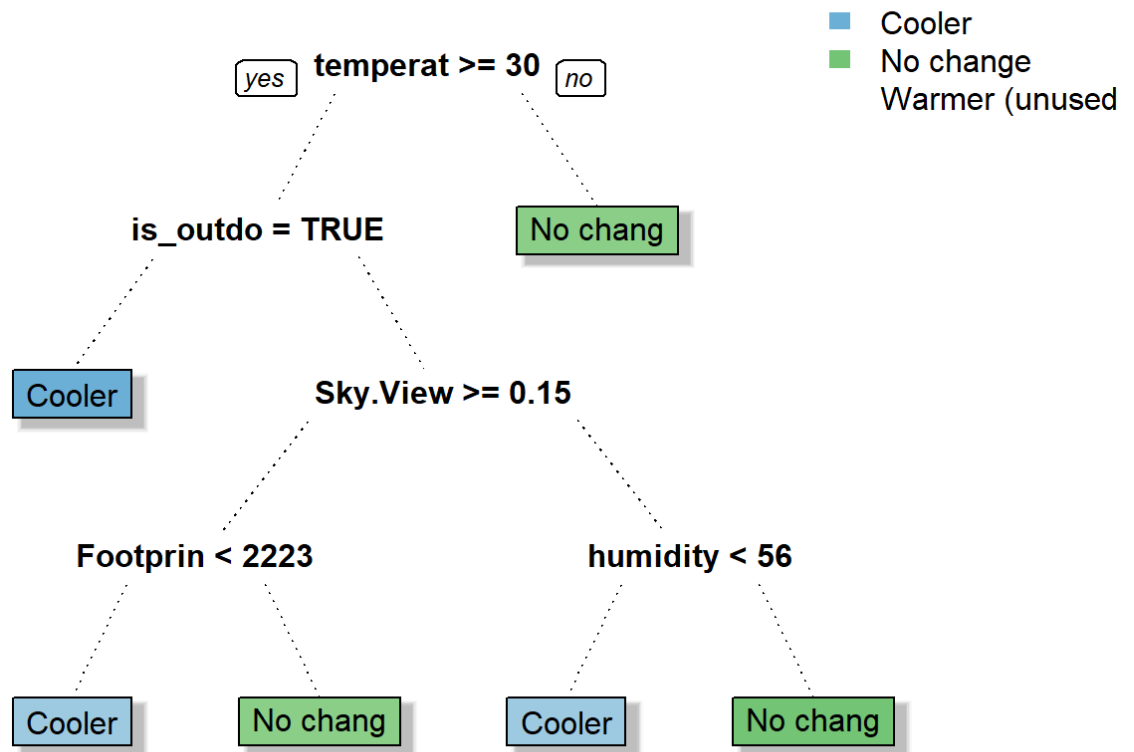 Cooler
No change
Warmer (unused
yes temperat >= 30 no
is_outdo = TRUE
No chang
Cooler
Sky.View >= 0.15
Footprin < 2223
humidity < 56
Cooler
No chang
Cooler
No chang